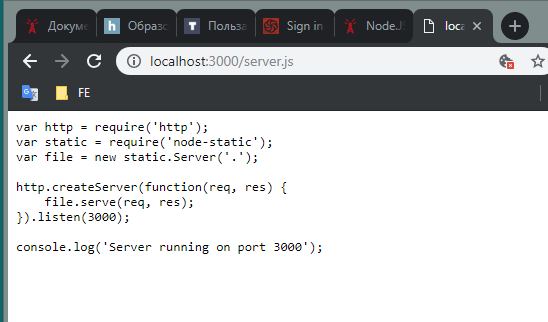 Докуме
h Образо
T Польза
Sign in
Node.JS
loca
localhost:3000/server.js
FE
var http = require('http');
var static = require('node-static');
var file = new static.Server('.');
http.createServer(function(req, res) {
file.serve(req, res);
}).listen(3000);
console.log('Server running on port 3000');